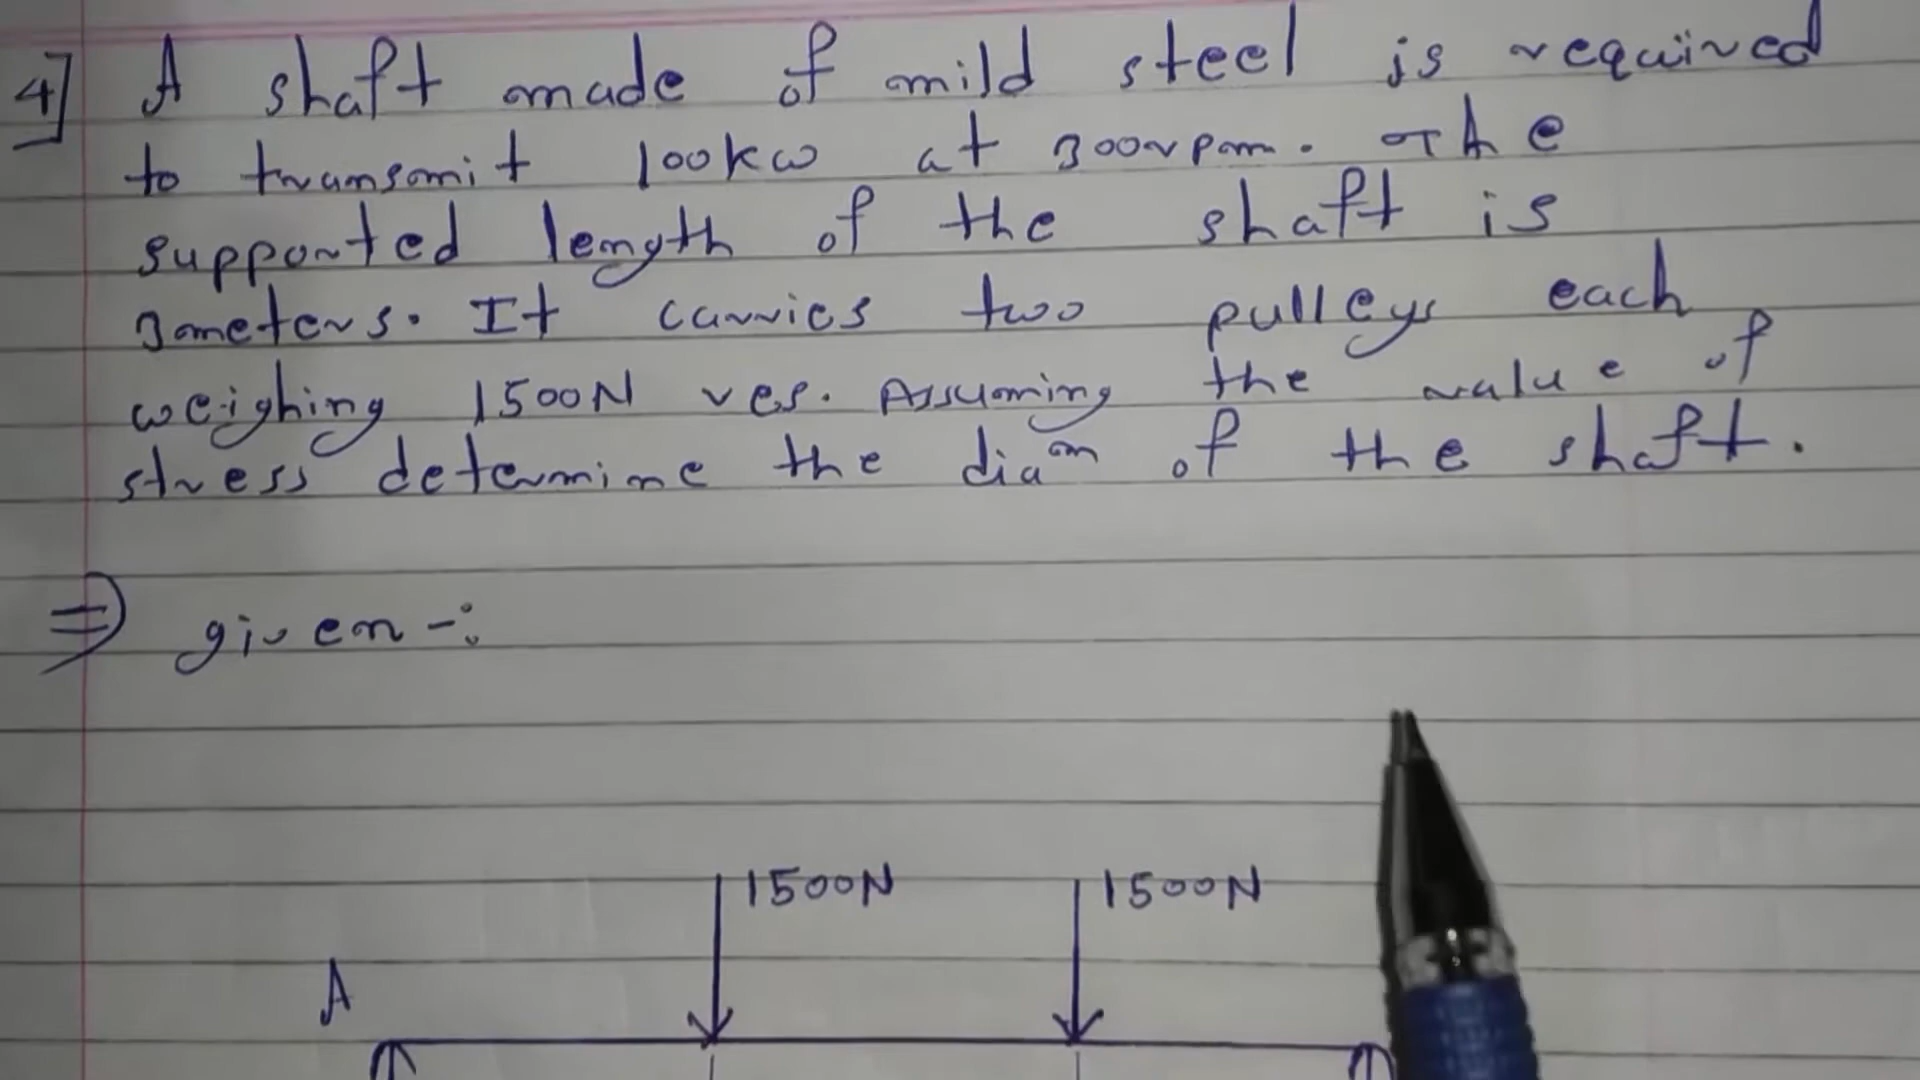 4] A shaft made of mild steel is required
to transmit 100kw at 300rpm. The
supported length of the shaft is
3meters. It carries two pulleys each
weighing 1500N res. Assuming the value of
stress determine the diam of the shaft.
⇒ given -:
1500N 1500N
A